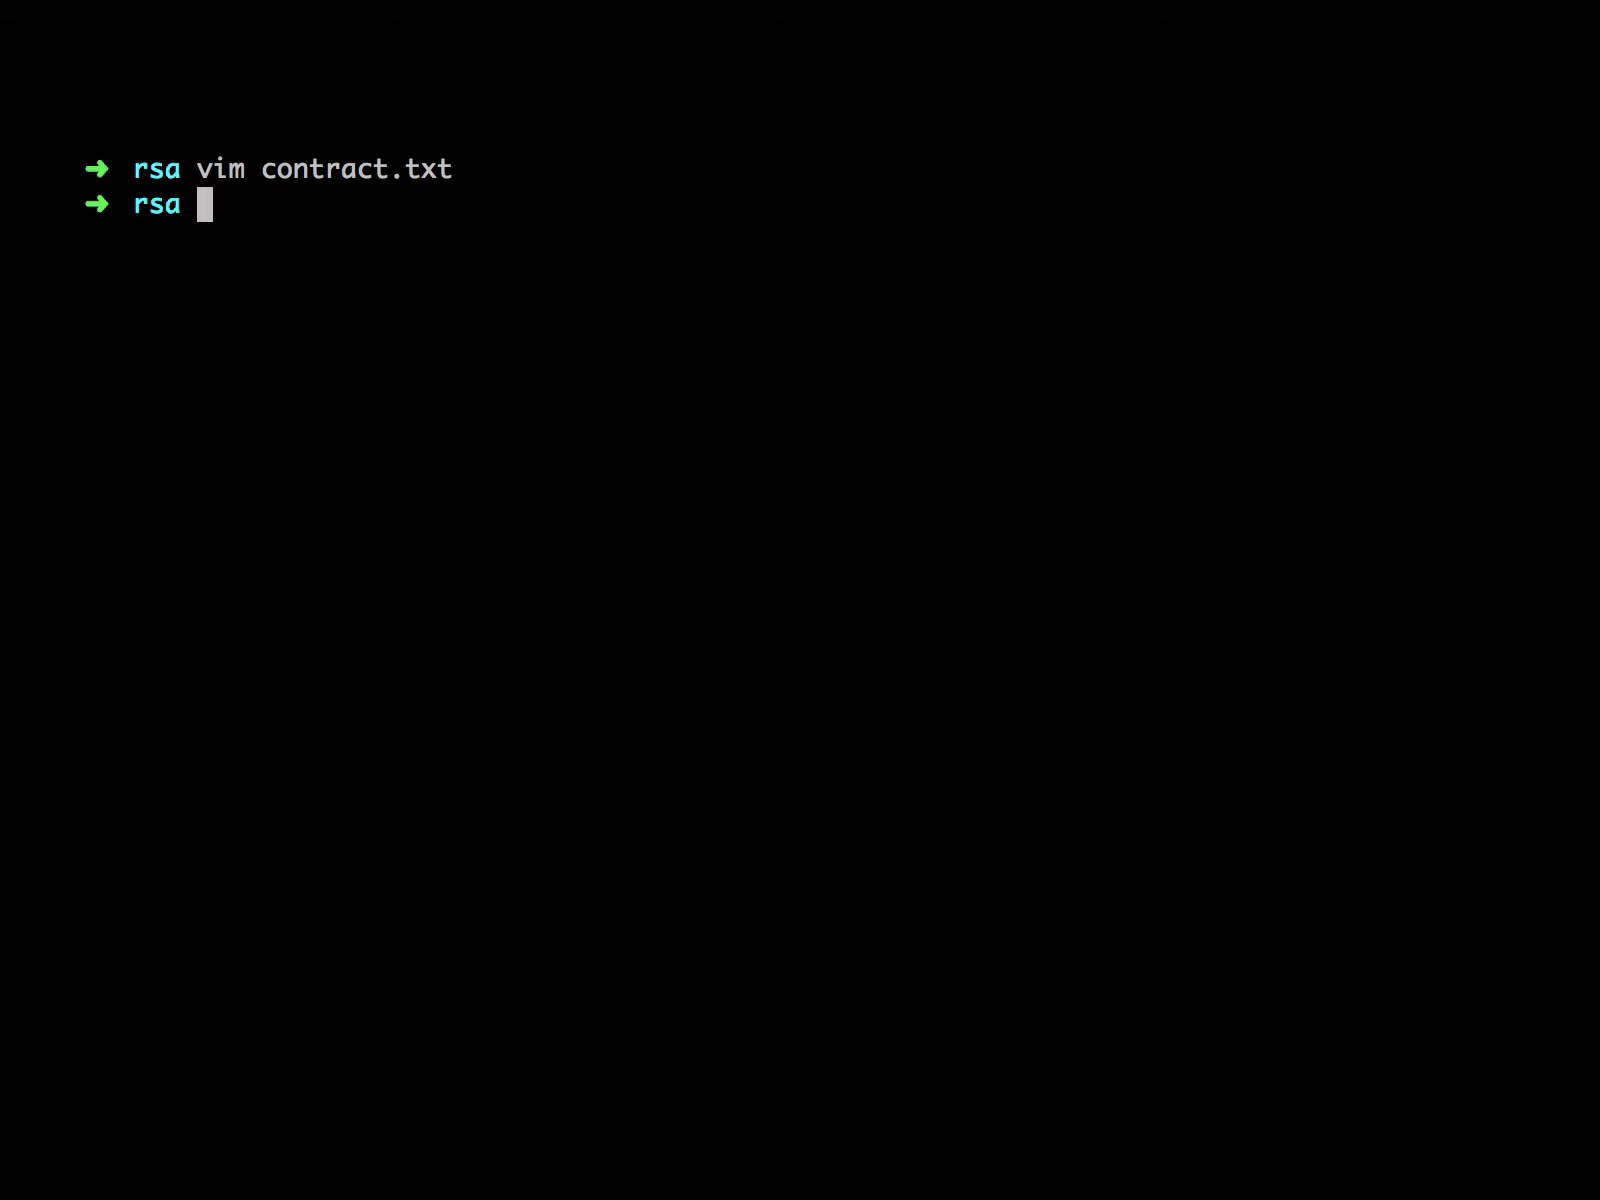 ➜ rsa vim contract.txt
➜ rsa